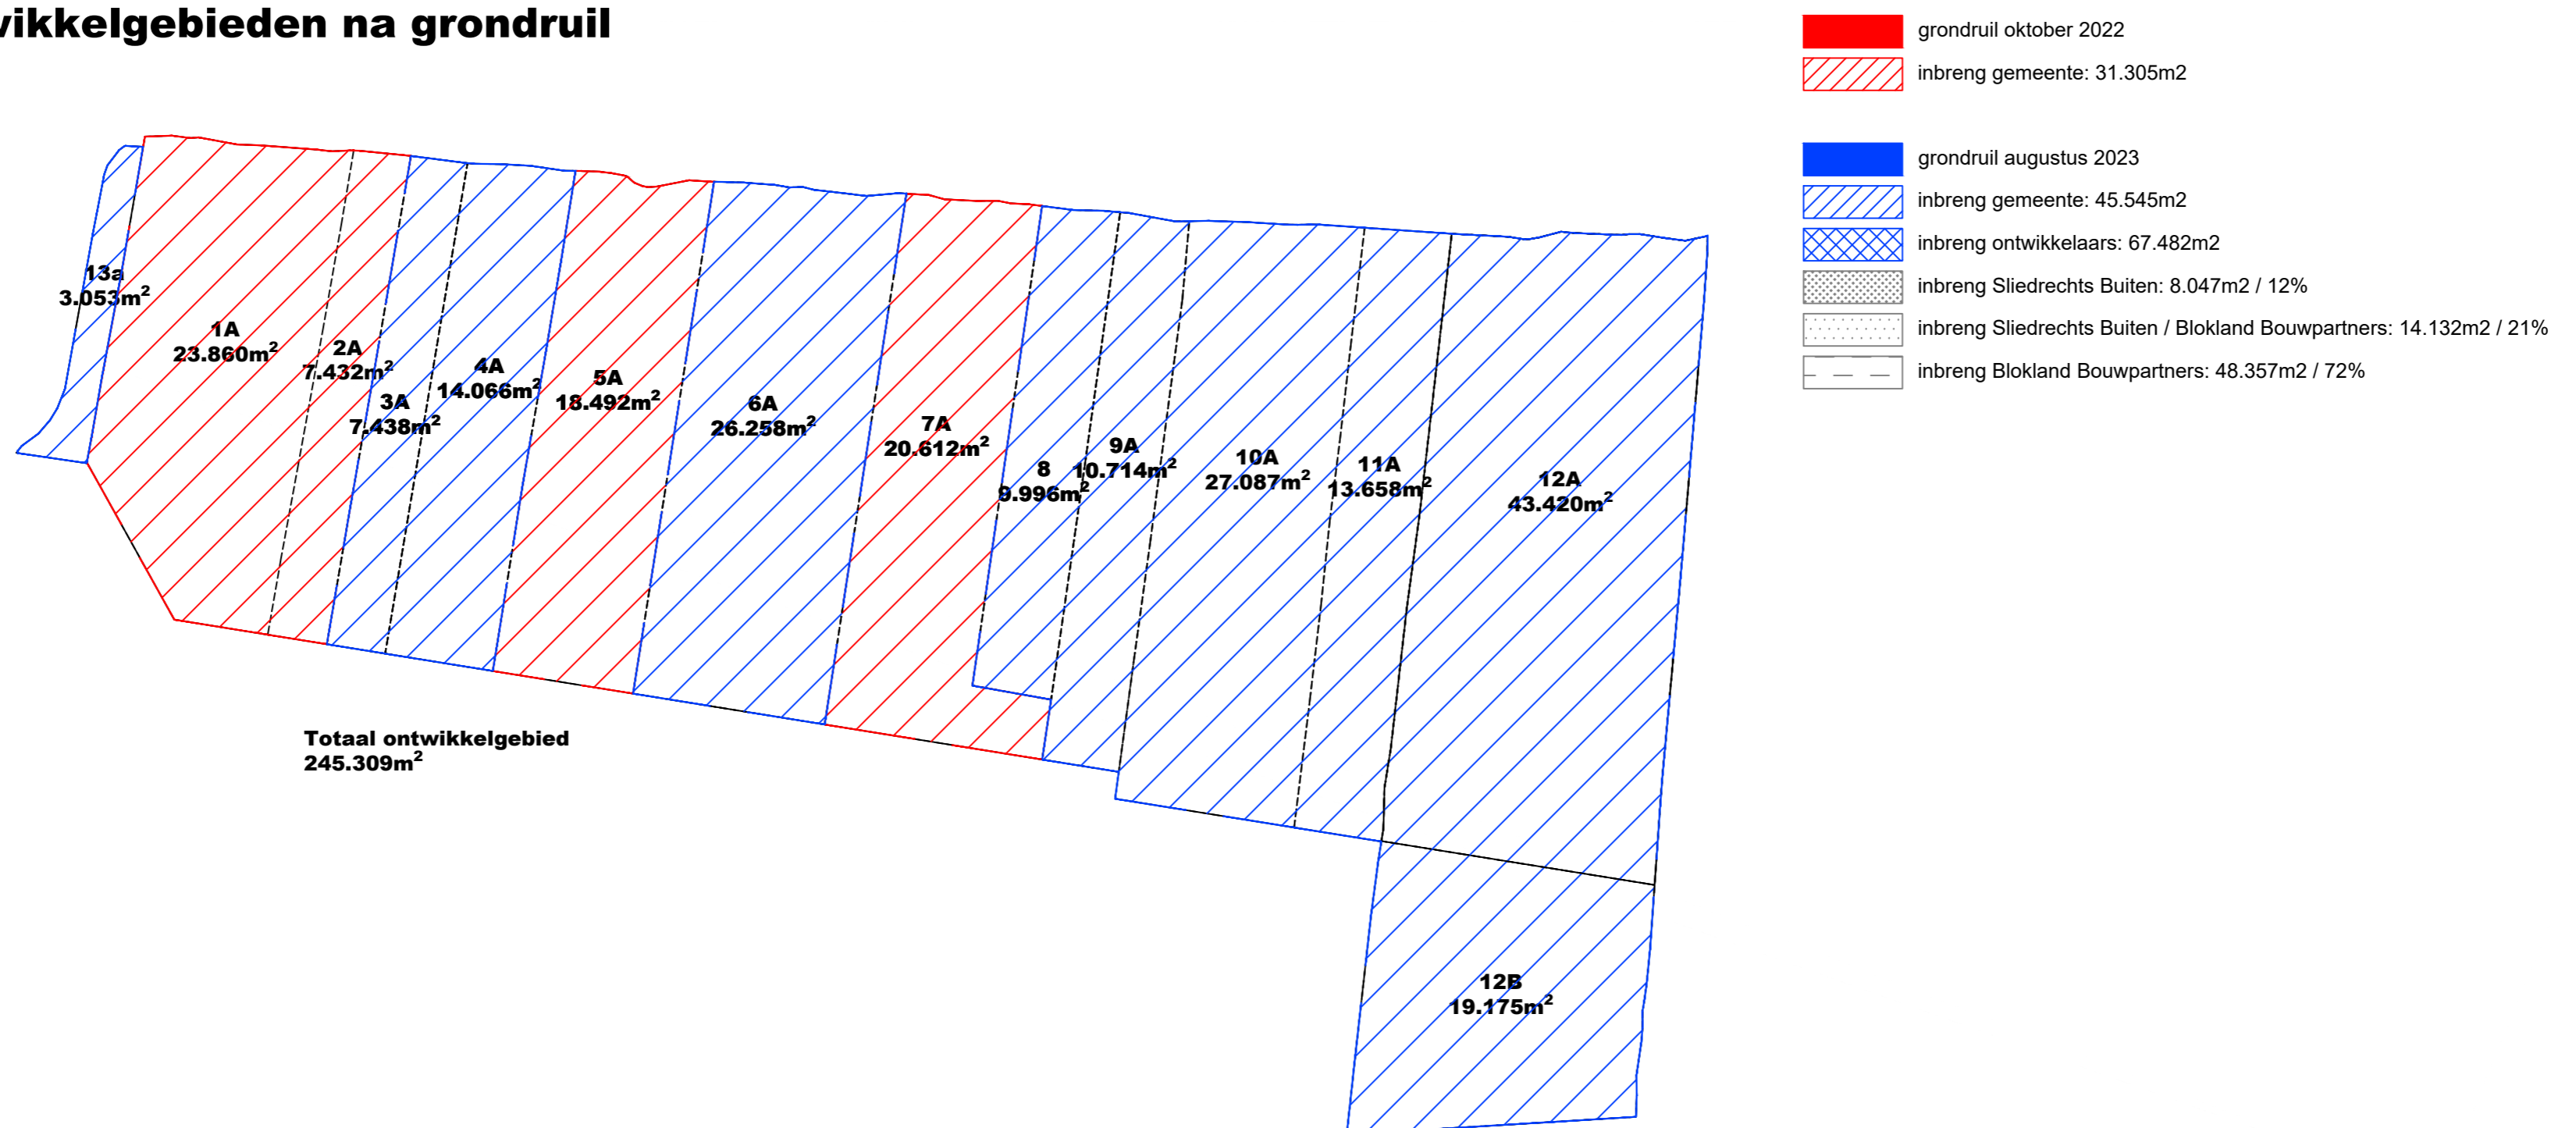 vikkelgebieden na grondruil
grondruil oktober 2022
inbreng gemeente: 31.305m2
grondruil augustus 2023
inbreng gemeente: 45.545m2
inbreng ontwikkelaars: 67.482m2
inbreng Sliedrechts Buiten: 8.047m2 / 12%
inbreng Sliedrechts Buiten / Blokland Bouwpartners: 14.132m2 / 21%
inbreng Blokland Bouwpartners: 48.357m2 / 72%
13a
3.053m²
1A
23.860m²
2A
7.432m²
3A
7.438m²
4A
14.066m²
5A
18.492m²
6A
26.258m²
7A
20.612m²
8
9.996m²
9A
10.714m²
10A
27.087m²
11A
13.658m²
12A
43.420m²
12B
19.175m²
Totaal ontwikkelgebied
245.309m²